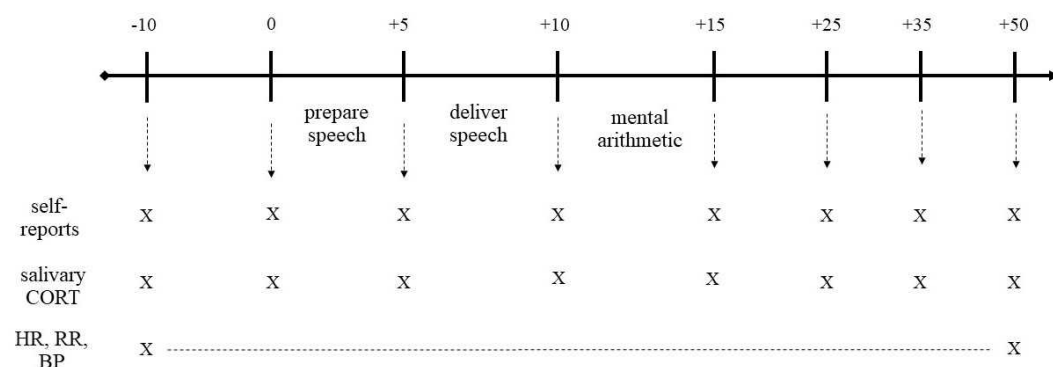 -10 0 +5 +10 +15 +25 +35 +50
prepare deliver mental
speech speech arithmetic
self-
reports X X X X X X X X
salivary
CORT X X X X X X X X
HR, RR,
BP X X